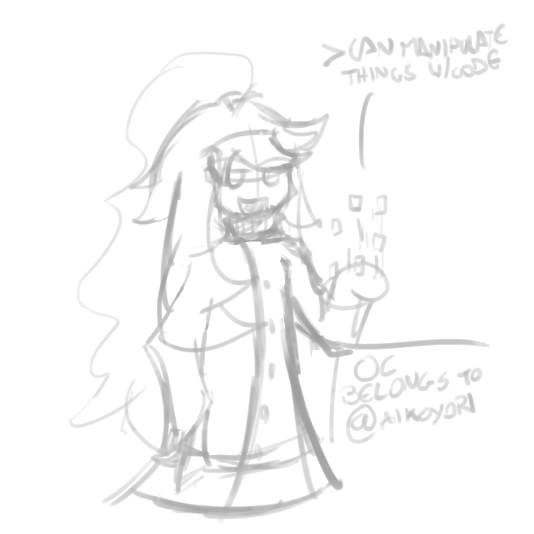 >CAN MANIPULATE
THINGS W/CODE
OC
BELONGS TO
@AIKOYORI